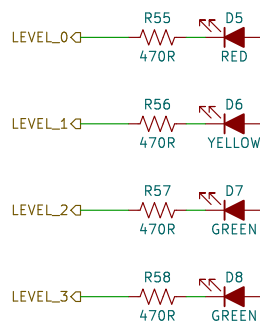 R55 D5
LEVEL_0
470R RED
R56 D6
LEVEL_1
470R YELLOW
R57 D7
LEVEL_2
470R GREEN
R58 D8
LEVEL_3
470R GREEN